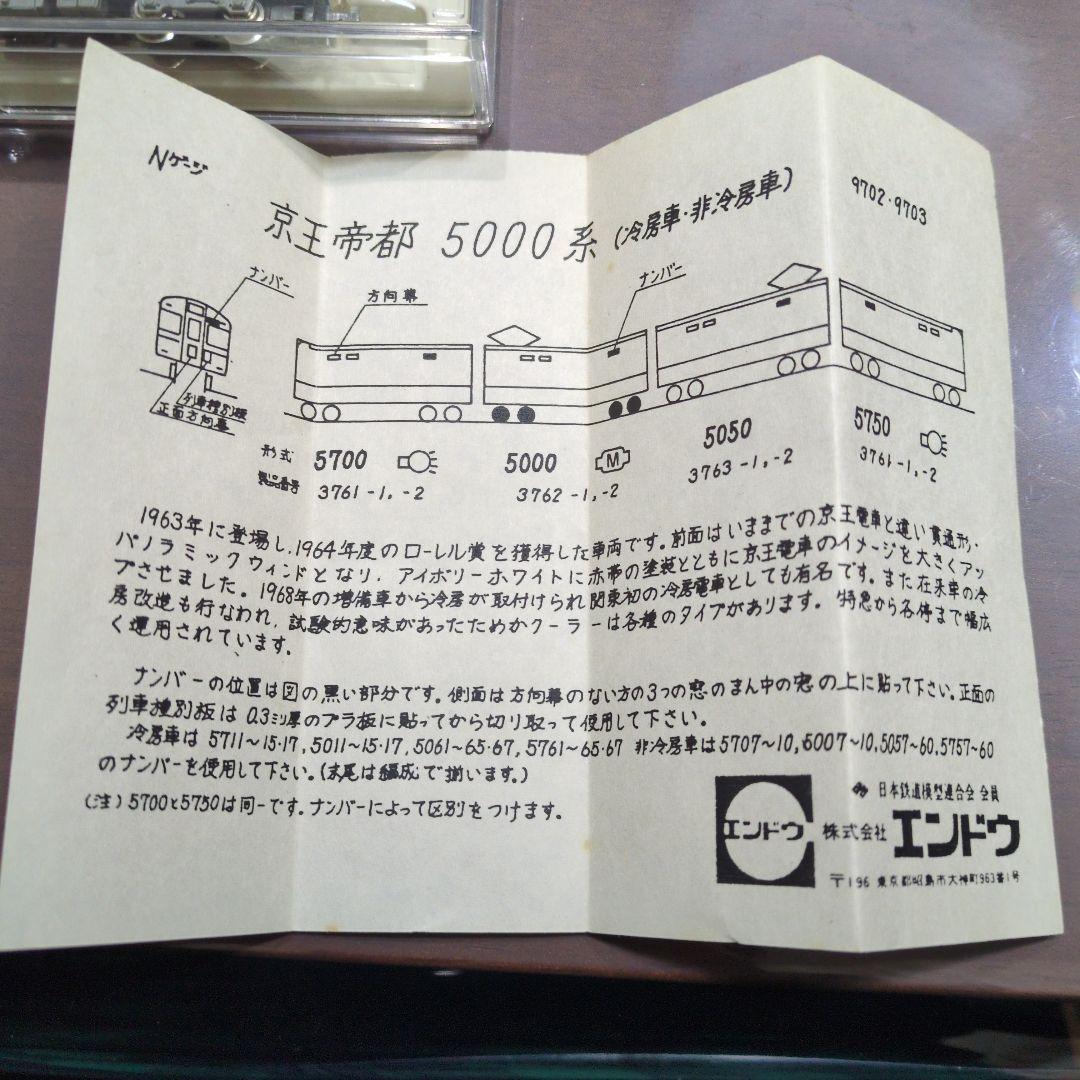 Nゲージ
京王帝都 5000系 (冷房車·非冷房車)
9702·9703
ナンバー
方向幕
ナンバー
列車種別板
正面方向幕
形式 5700 5000 M 5050 5750
製品番号 3761-1,-2 3762-1,-2 3763-1,-2 3761-1,-2
1963年に登場し、1964年度のローレル賞を獲得した車両です。前面はいままでの京王電車と違い貫通形·
パノラミックウィンドとなり、アイボリーホワイトに赤帯の塗装とともに京王電車のイメージを大きくアッ
プさせました。1968年の増備車から冷房が取付けられ関東初の冷房電車としても有名です。また在来車の冷
房改造も行なわれ、試験的意味があったためかクーラーは各種のタイプがあります。特急から各停まで幅広
く運用されています。
ナンバーの位置は図の黒い部分です。側面は方向幕のない方の3つの窓のまん中の窓の上に貼って下さい。正面の
列車種別板は0.3ミリ厚のプラ板に貼ってから切り取って使用して下さい。
冷房車は 5711~15·17, 5011~15·17, 5061~65·67, 5761~65·67 非冷房車は5707~10, 5007~10, 5057~60, 5757~60
のナンバーを使用して下さい。(末尾は編成で揃います。)
(注) 5700と5750は同一です。ナンバーによって区別をつけます。
日本鉄道模型連合会 会員
エンドウ 株式会社 エンドウ
〒196 東京都昭島市大神町963番1号